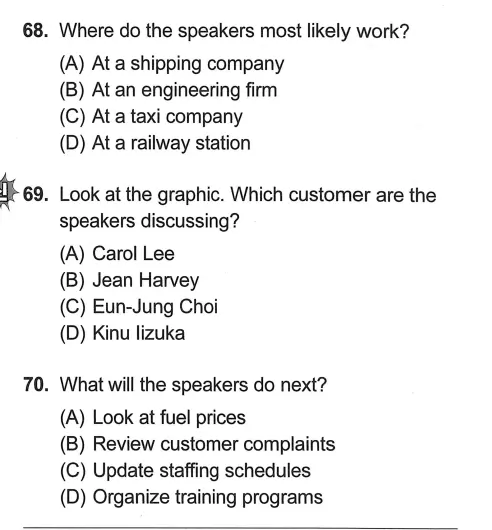 68. Where do the speakers most likely work?
(A) At a shipping company
(B) At an engineering firm
(C) At a taxi company
(D) At a railway station
69. Look at the graphic. Which customer are the
speakers discussing?
(A) Carol Lee
(B) Jean Harvey
(C) Eun-Jung Choi
(D) Kinu Iizuka
70. What will the speakers do next?
(A) Look at fuel prices
(B) Review customer complaints
(C) Update staffing schedules
(D) Organize training programs